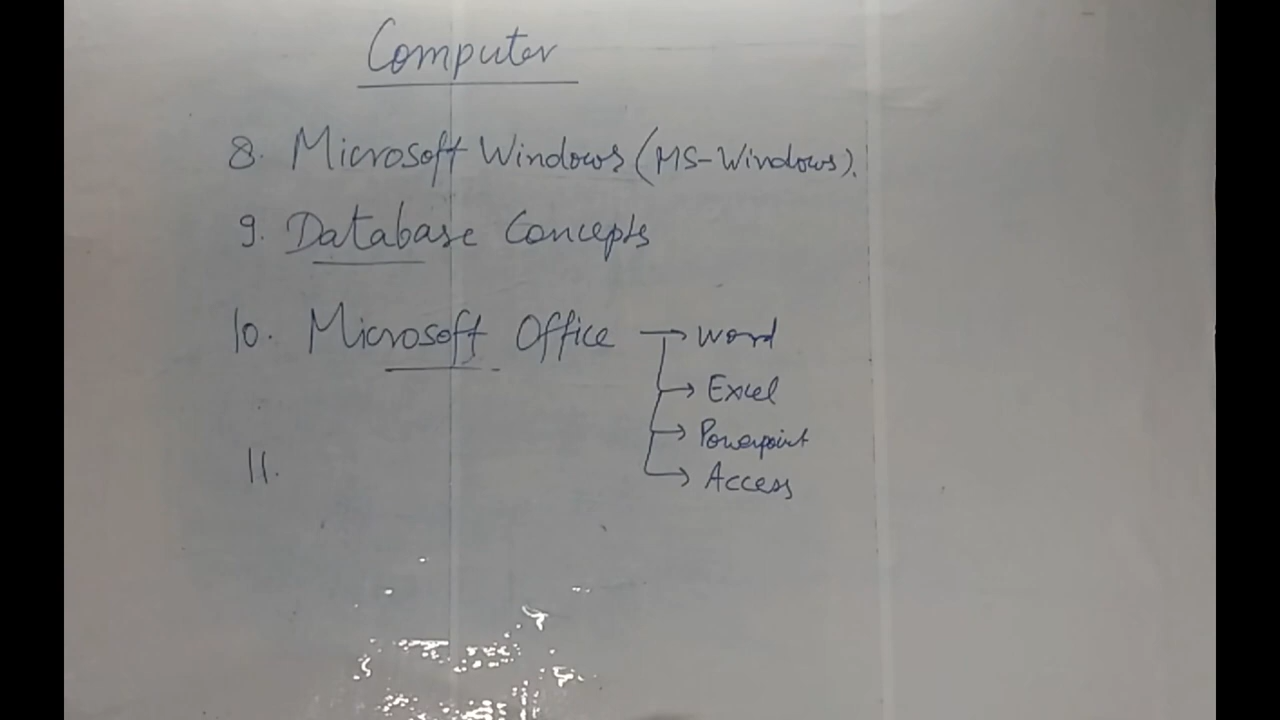 Computer
8. Microsoft Windows (MS-Windows).
9. Database Concepts
10. Microsoft Office → Word
→ Excel
→ Powerpoint
→ Access
11.